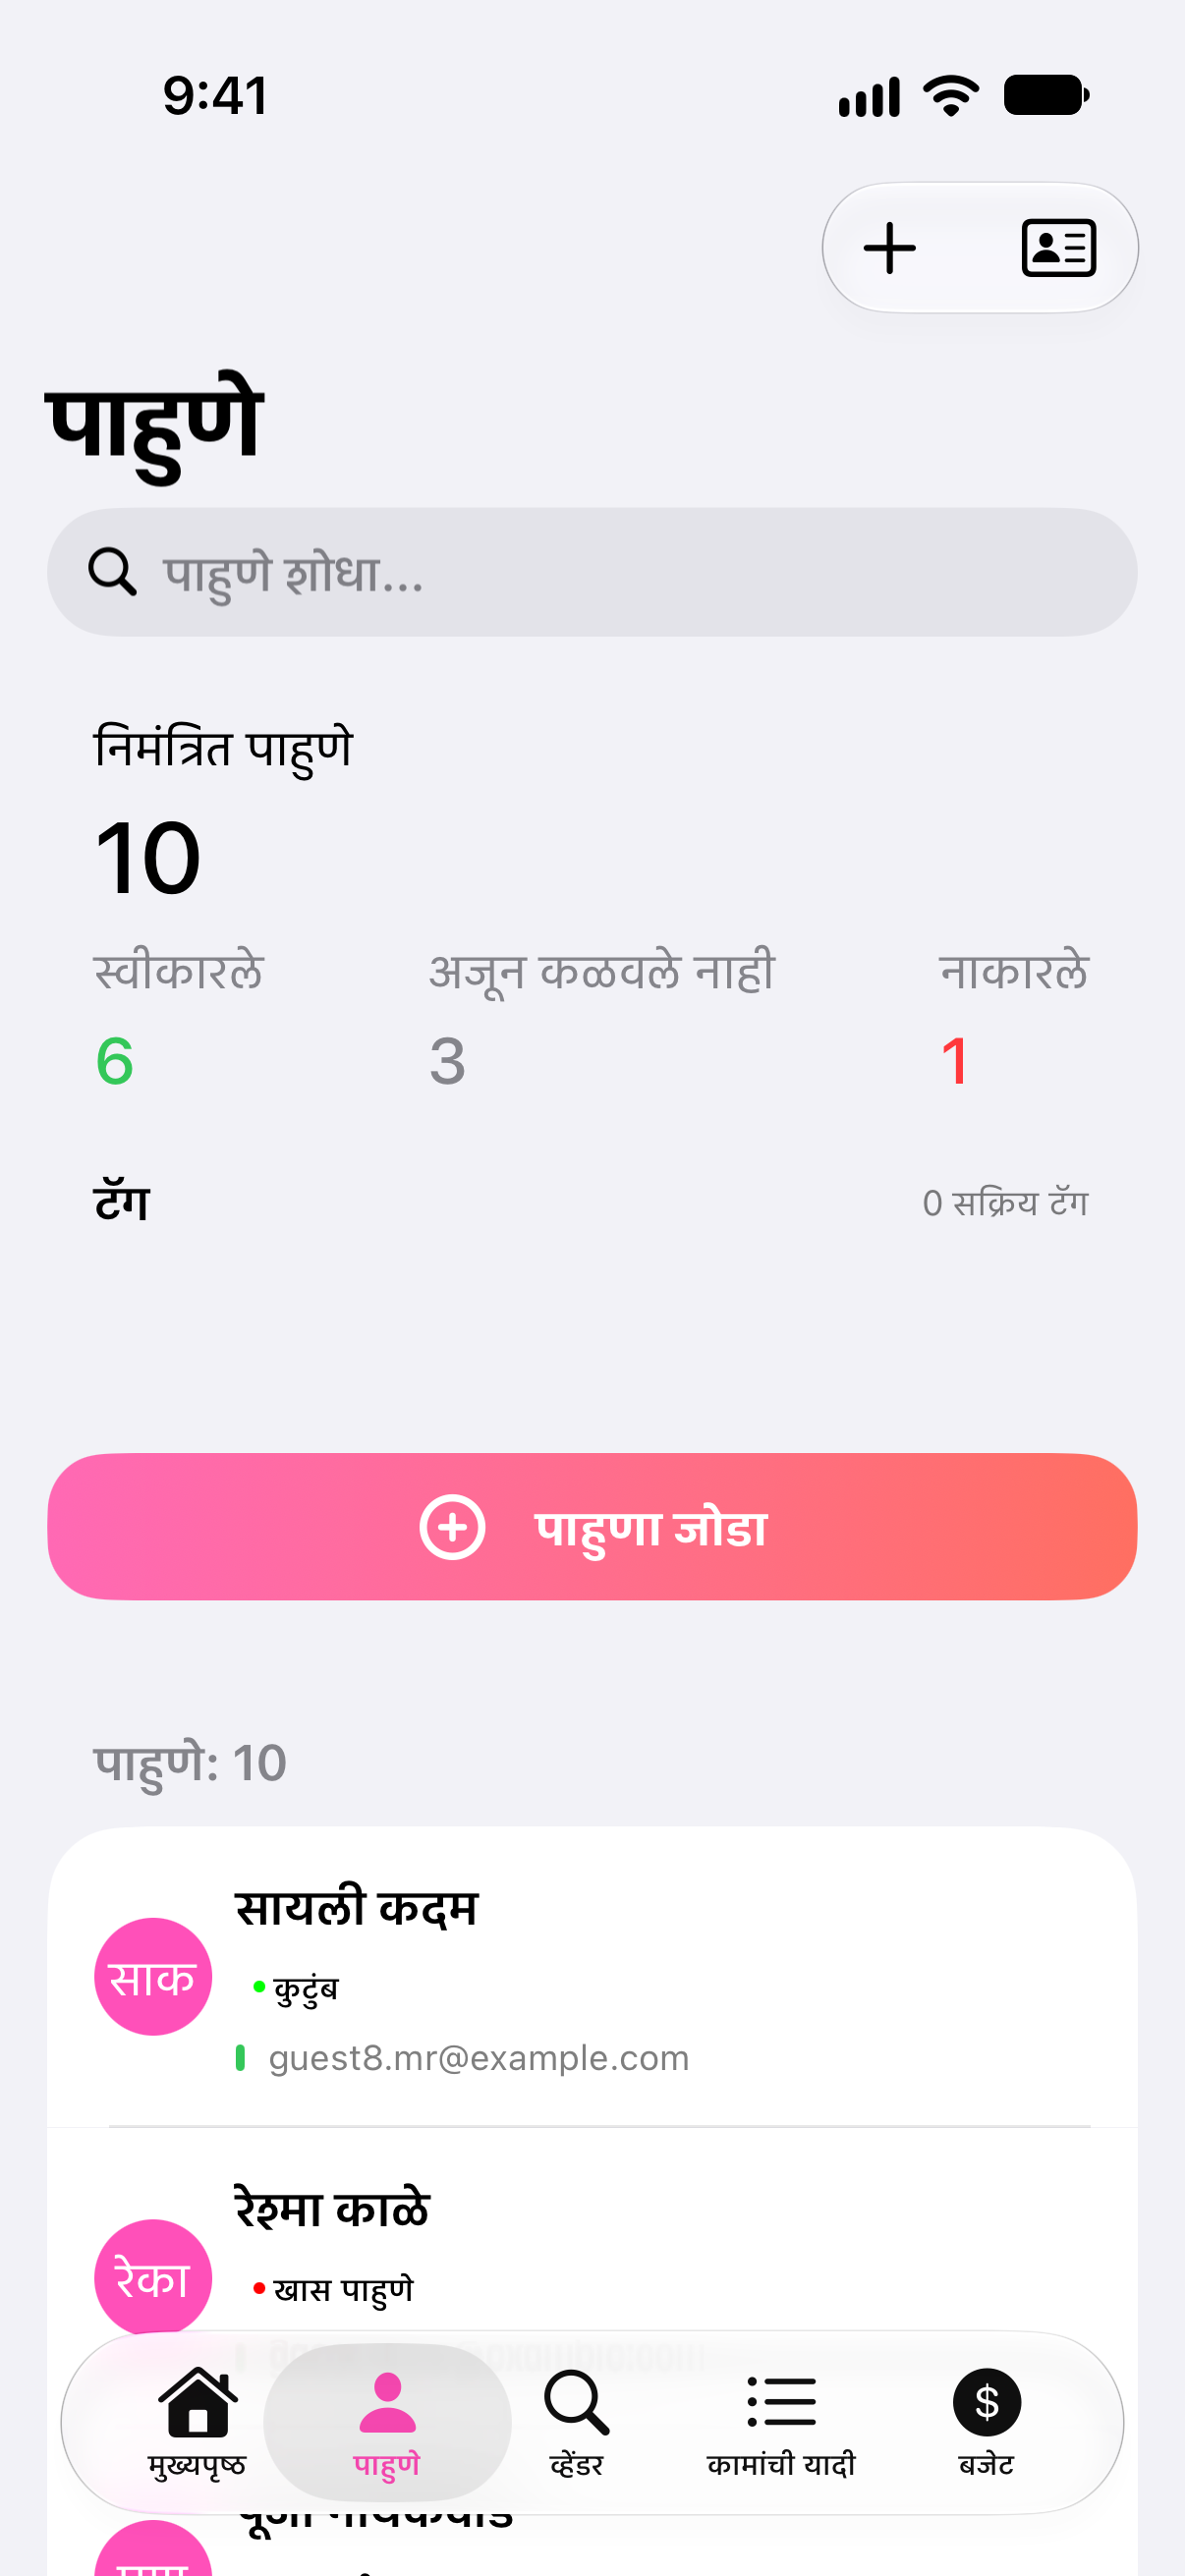 9:41
पाहुणे
पाहुणे शोधा...
निमंत्रित पाहुणे
10
स्वीकारले अजून कळवले नाही नाकारले
6 3 1
टॅग 0 सक्रिय टॅग
पाहुणा जोडा
पाहुणे: 10
सायली कदम
साक
कुटुंब
guest8.mr@example.com
रेश्मा काळे
रेका
खास पाहुणे
मुख्यपृष्ठ पाहुणे व्हेंडर कामांची यादी बजेट